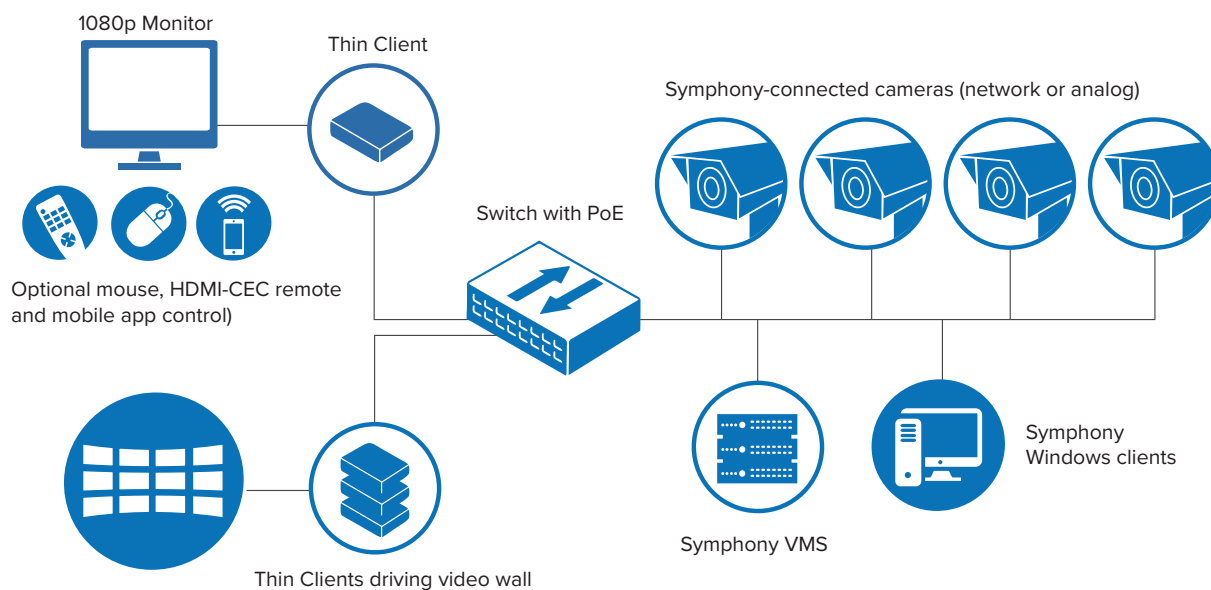 1080p Monitor
Thin Client
Symphony-connected cameras (network or analog)
Switch with PoE
Optional mouse, HDMI-CEC remote
and mobile app control)
Symphony
Windows clients
Symphony VMS
Thin Clients driving video wall